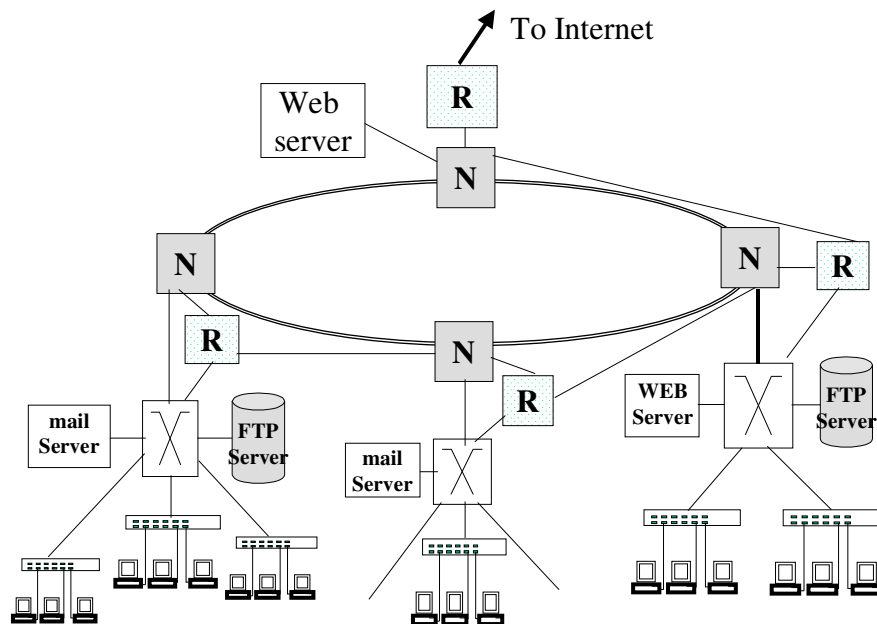 To Internet
R
Web
server
N
N
N
R
R
N
R
WEB
Server
FTP
Server
mail
Server
FTP
Server
mail
Server